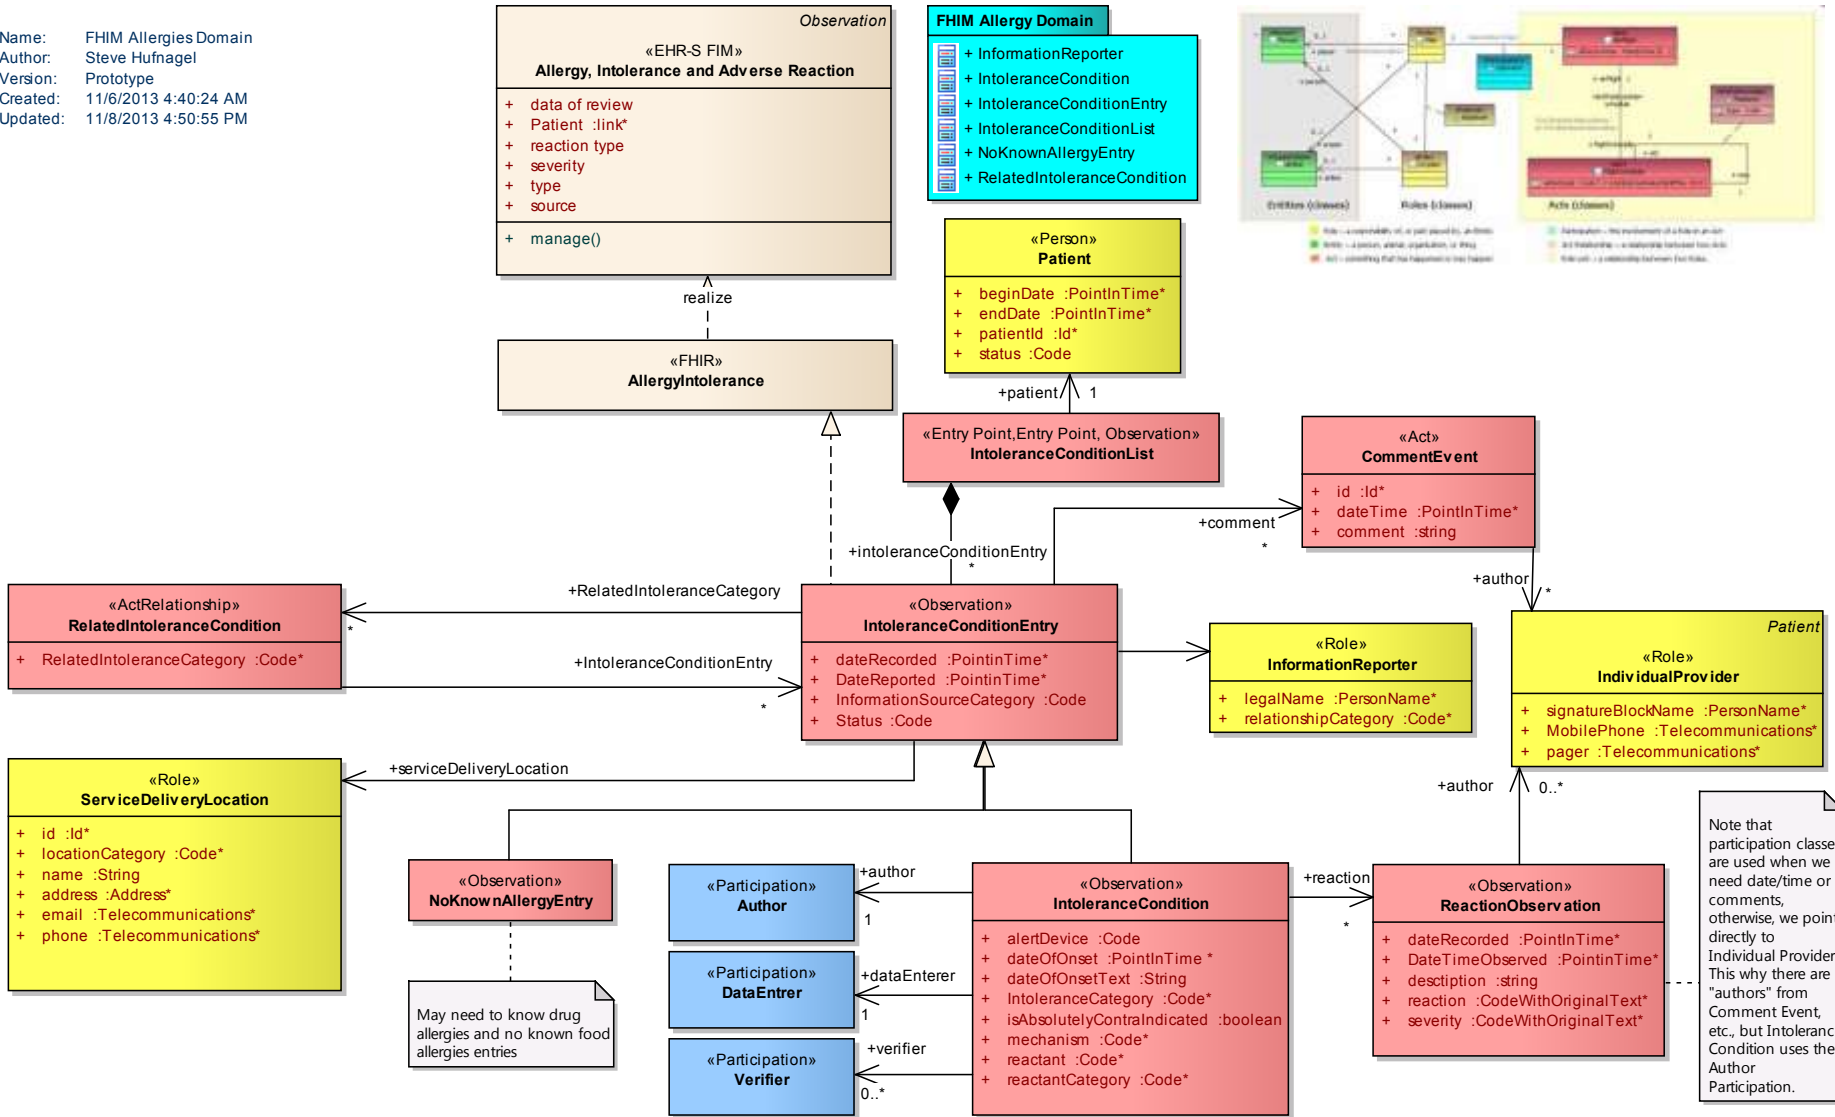 Name: FHIM Allergies Domain
Author: Steve Hufnagel
Version: Prototype
Created: 11/6/2013 4:40:24 AM
Updated: 11/8/2013 4:50:55 PM
Observation
«EHR-S FIM»
Allergy, Intolerance and Adverse Reaction
+ data of review
+ Patient :link*
+ reaction type
+ severity
+ type
+ source
+ manage()
realize
«FHIR»
AllergyIntolerance
FHIM Allergy Domain
+ InformationReporter
+ IntoleranceCondition
+ IntoleranceConditionEntry
+ IntoleranceConditionList
+ NoKnownAllergyEntry
+ RelatedIntoleranceCondition
Entities (classes)
Roles (classes)
Acts (classes)
«Person»
Patient
+ beginDate :PointInTime*
+ endDate :PointInTime*
+ patientId :Id*
+ status :Code
+patient 1
«Entry Point,Entry Point, Observation»
IntoleranceConditionList
+intoleranceConditionEntry
*
«Act»
CommentEvent
+ id :Id*
+ dateTime :PointInTime*
+ comment :string
+comment
*
+author
*
«ActRelationship»
RelatedIntoleranceCondition
+ RelatedIntoleranceCategory :Code*
+RelatedIntoleranceCategory
*
+IntoleranceConditionEntry
*
«Observation»
IntoleranceConditionEntry
+ dateRecorded :PointinTime*
+ DateReported :PointinTime*
+ InformationSourceCategory :Code
+ Status :Code
«Role»
InformationReporter
+ legalName :PersonName*
+ relationshipCategory :Code*
Patient
«Role»
IndividualProvider
+ signatureBlockName :PersonName*
+ MobilePhone :Telecommunications*
+ pager :Telecommunications*
+serviceDeliveryLocation
«Role»
ServiceDeliveryLocation
+ id :Id*
+ locationCategory :Code*
+ name :String
+ address :Address*
+ email :Telecommunications*
+ phone :Telecommunications*
+author 0..*
«Observation»
NoKnownAllergyEntry
May need to know drug
allergies and no known food
allergies entries
«Participation»
Author
+author
1
«Participation»
DataEntrer
+dataEnterer
1
«Participation»
Verifier
+verifier
0..*
«Observation»
IntoleranceCondition
+ alertDevice :Code
+ dateOfOnset :PointInTime *
+ dateOfOnsetText :String
+ IntoleranceCategory :Code*
+ isAbsolutelyContraIndicated :boolean
+ mechanism :Code*
+ reactant :Code*
+ reactantCategory :Code*
+reaction
*
«Observation»
ReactionObservation
+ dateRecorded :PointInTime*
+ DateTimeObserved :PointinTime*
+ desctiption :string
+ reaction :CodeWithOriginalText*
+ severity :CodeWithOriginalText*
Note that
participation classe
are used when we
need date/time or
comments,
otherwise, we point
directly to
Individual Provider
This why there are
"authors" from
Comment Event,
etc., but Intoleranc
Condition uses the
Author
Participation.